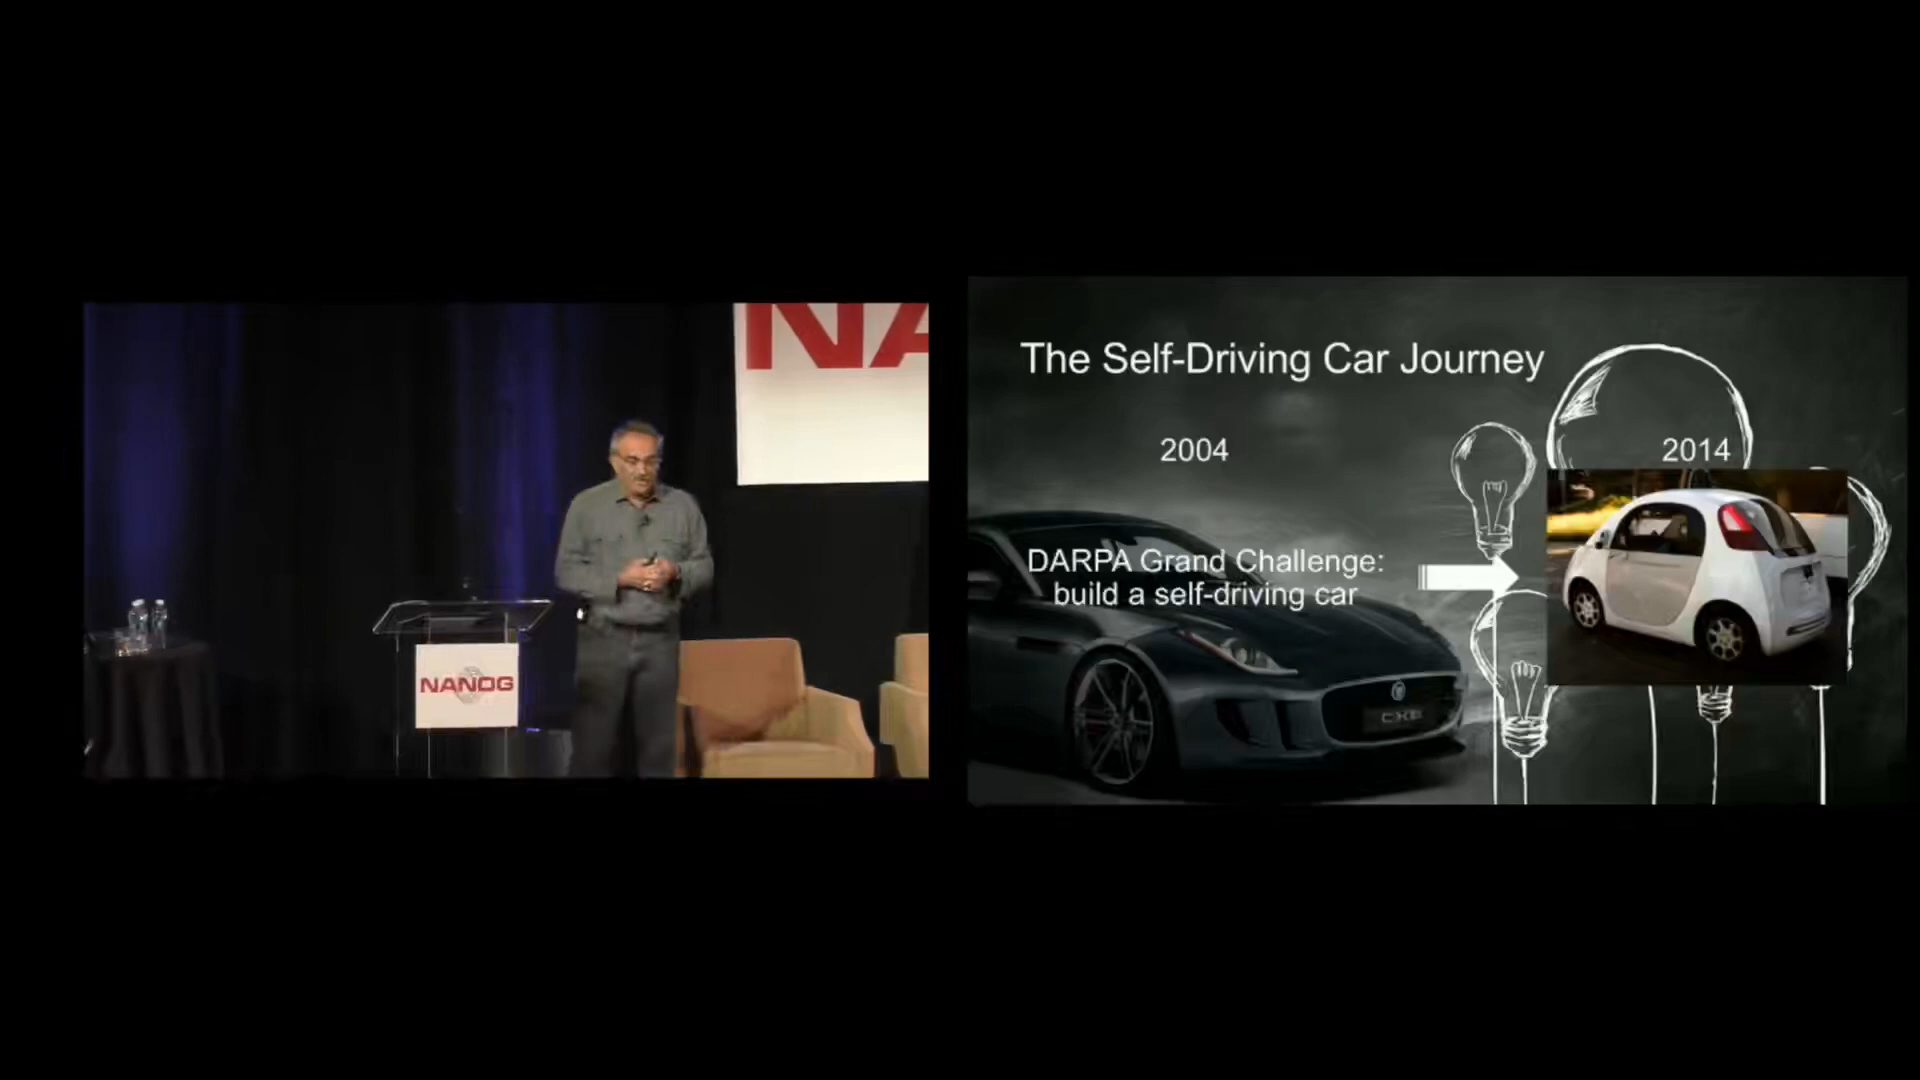 NA
NANOG
The Self-Driving Car Journey
2004
2014
DARPA Grand Challenge:
build a self-driving car